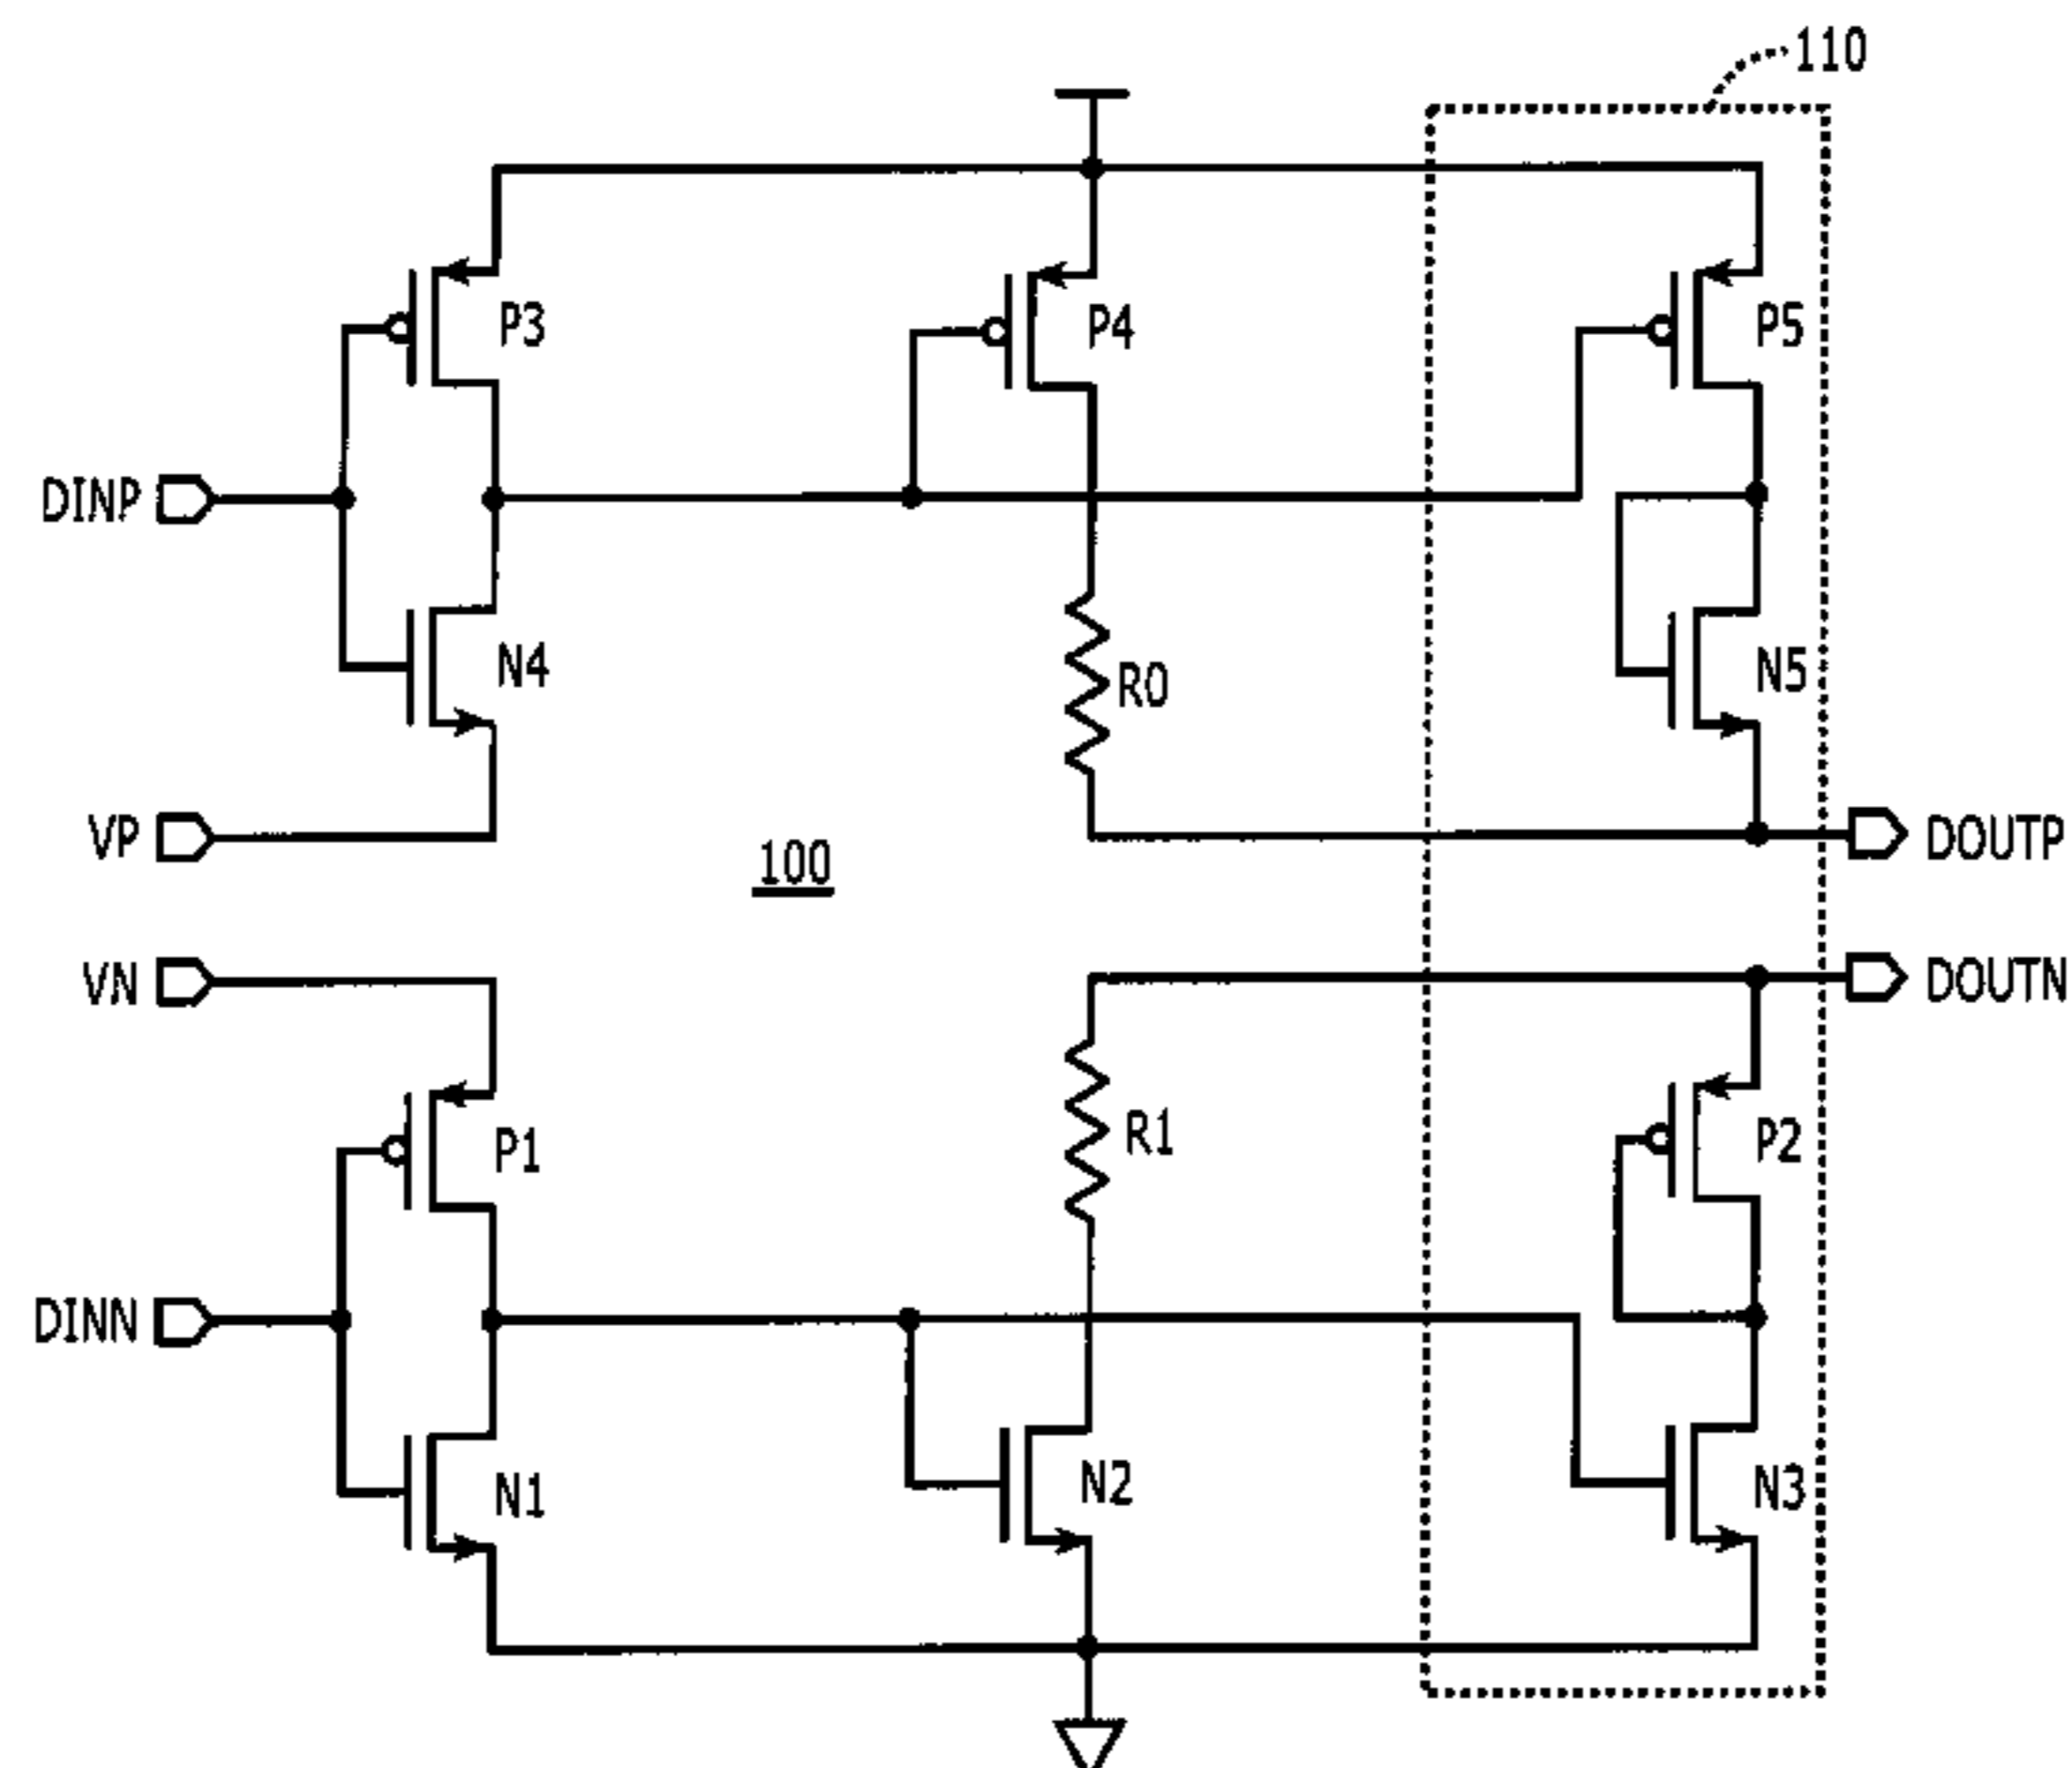 110
P3
P4
P5
DINP
N4
R0
N5
VP
DOUTP
100
VN
DOUTN
P1
R1
P2
DINN
N1
N2
N3